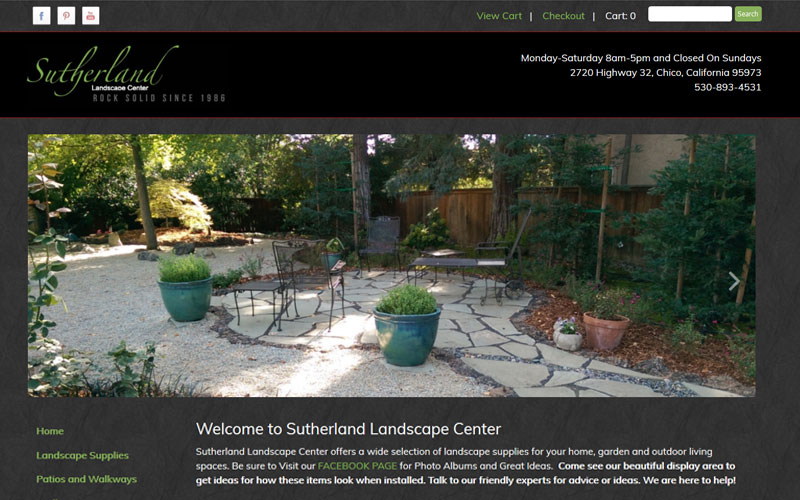 View Cart | Checkout | Cart: 0 Search
Sutherland
Landscape Center
ROCK SOLID SINCE 1986
Monday-Saturday 8am-5pm and Closed On Sundays
2720 Highway 32, Chico, California 95973
530-893-4531
Home
Landscape Supplies
Patios and Walkways
Welcome to Sutherland Landscape Center
Sutherland Landscape Center offers a wide selection of landscape supplies for your home, garden and outdoor living
spaces. Be sure to Visit our FACEBOOK PAGE for Photo Albums and Great Ideas. Come see our beautiful display area to
get ideas for how these items look when installed. Talk to our friendly experts for advice or ideas. We are here to help!